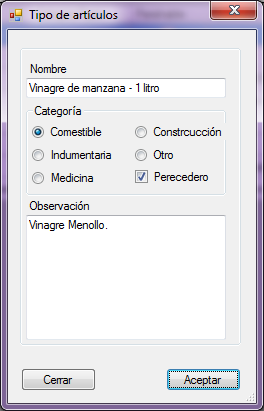 Tipo de artículos
Nombre
Vinagre de manzana - 1 litro
Categoría
Comestible
Constrcucción
Indumentaria
Otro
Medicina
Perecedero
Observación
Vinagre Menollo.
Cerrar
Aceptar